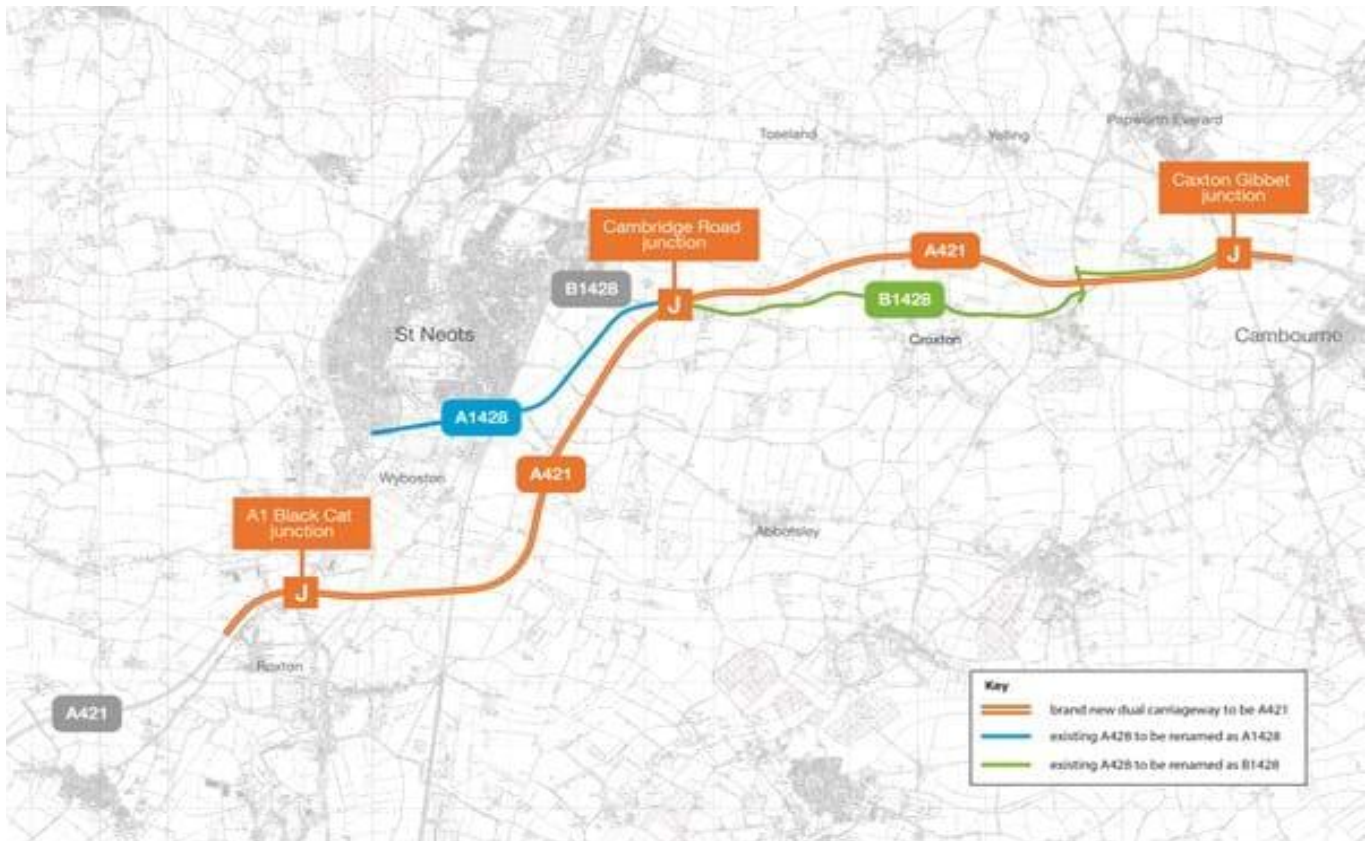 Toseland
Yelling
Papworth Everard
Caxton Gibbet
junction
J
Cambridge Road
junction
J
A421
B1428
B1428
St Neots
Croxton
Cambourne
A1428
Wyboston
A421
A1 Black Cat
junction
J
Abbotsley
Roxton
A421
Key
brand new dual carriageway to be A421
existing A428 to be renamed as A1428
existing A428 to be renamed as B1428